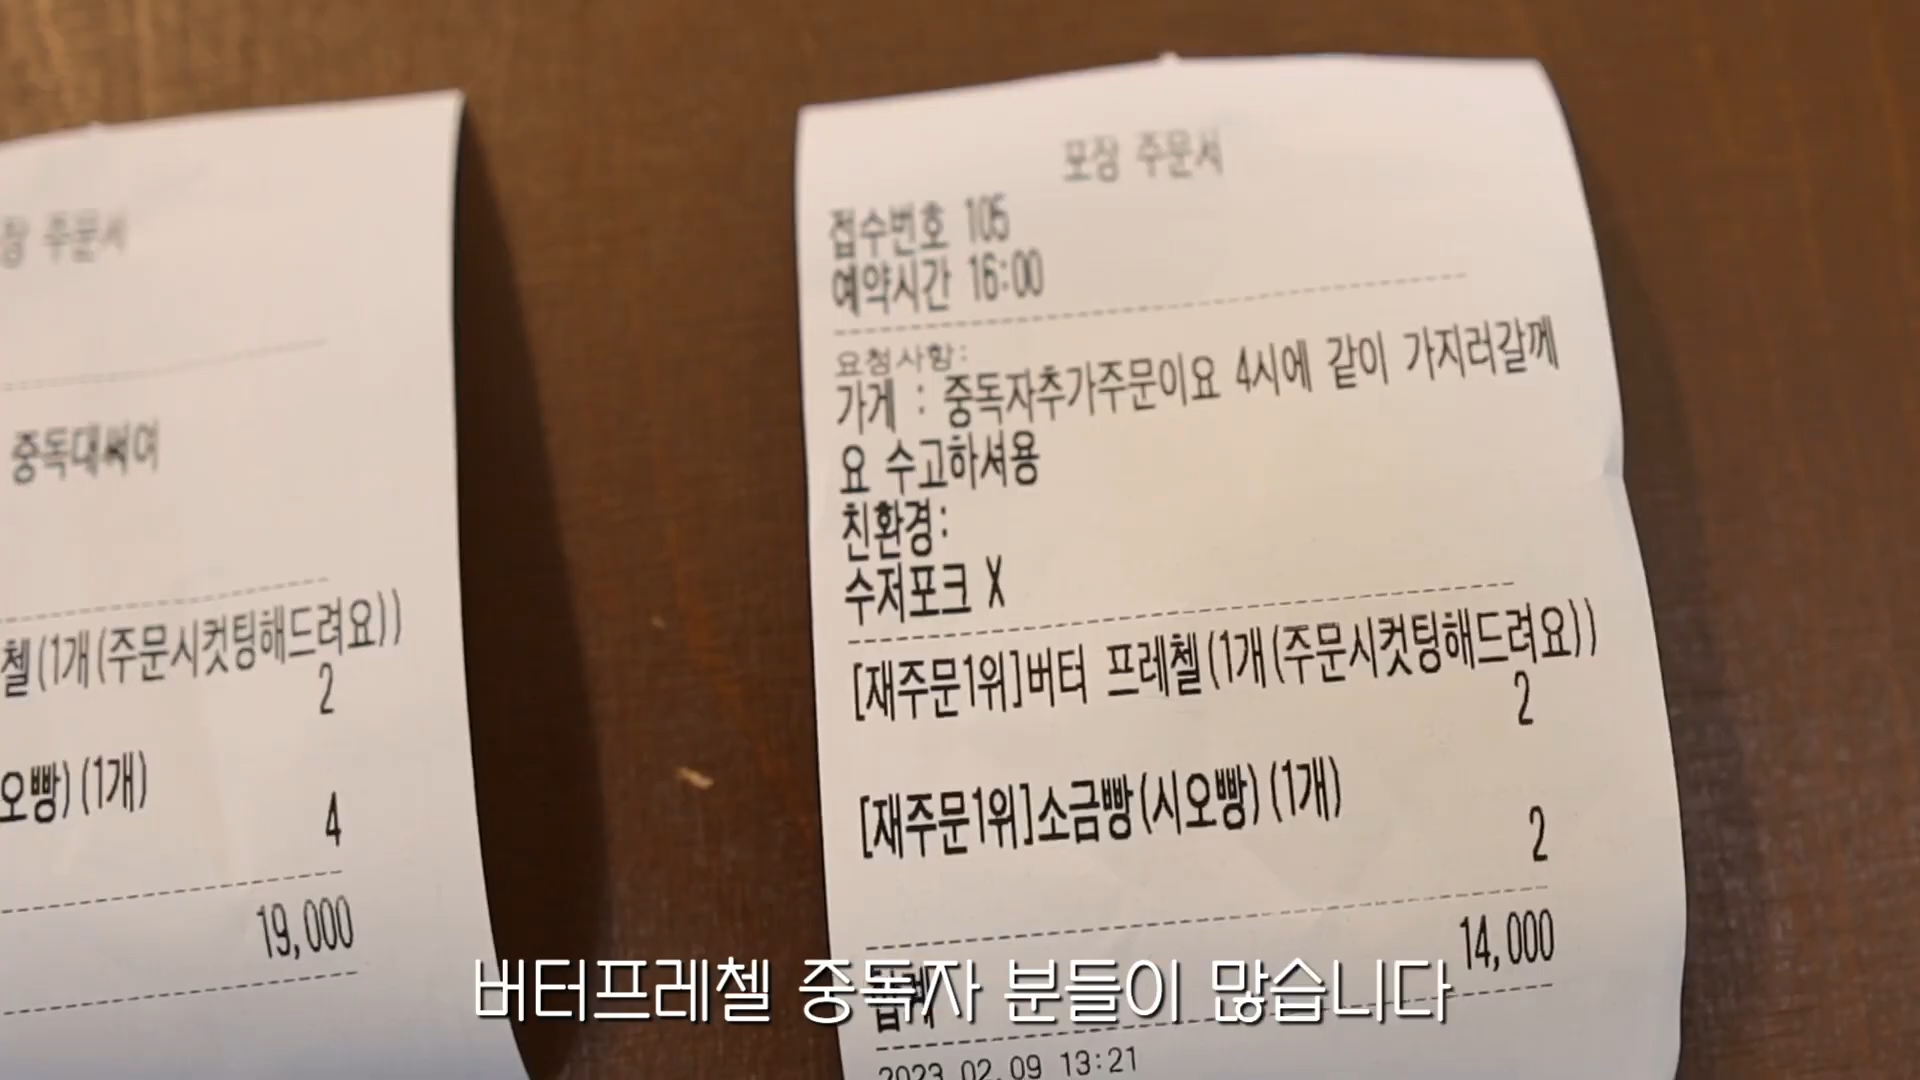 장 주문서
중독대써여
첼(1개(주문시컷팅해드려요))
2
오빵)(1개)
4
19,000
포장 주문서
접수번호 105
예약시간 16:00
요청사항:
가게 : 중독자추가주문이요 4시에 같이 가지러갈께
요 수고하셔용
친환경:
수저포크 X
[재주문1위]버터 프레첼(1개(주문시컷팅해드려요))
2
[재주문1위]소금빵(시오빵)(1개)
2
14,000
2023.02.09 13:21
버터프레첼 중독자 분들이 많습니다